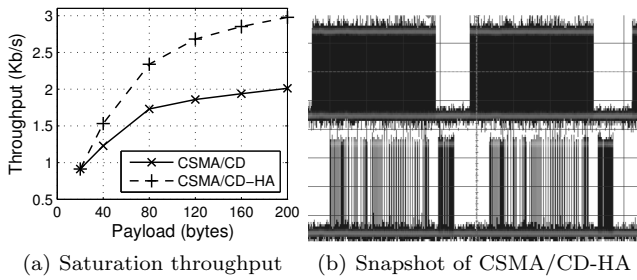 3
2.5
2
1.5
1
0.5
0 40 80 120 160 200
Throughput (Kb/s)
Payload (bytes)
CSMA/CD
CSMA/CD−HA
(a) Saturation throughput
(b) Snapshot of CSMA/CD-HA